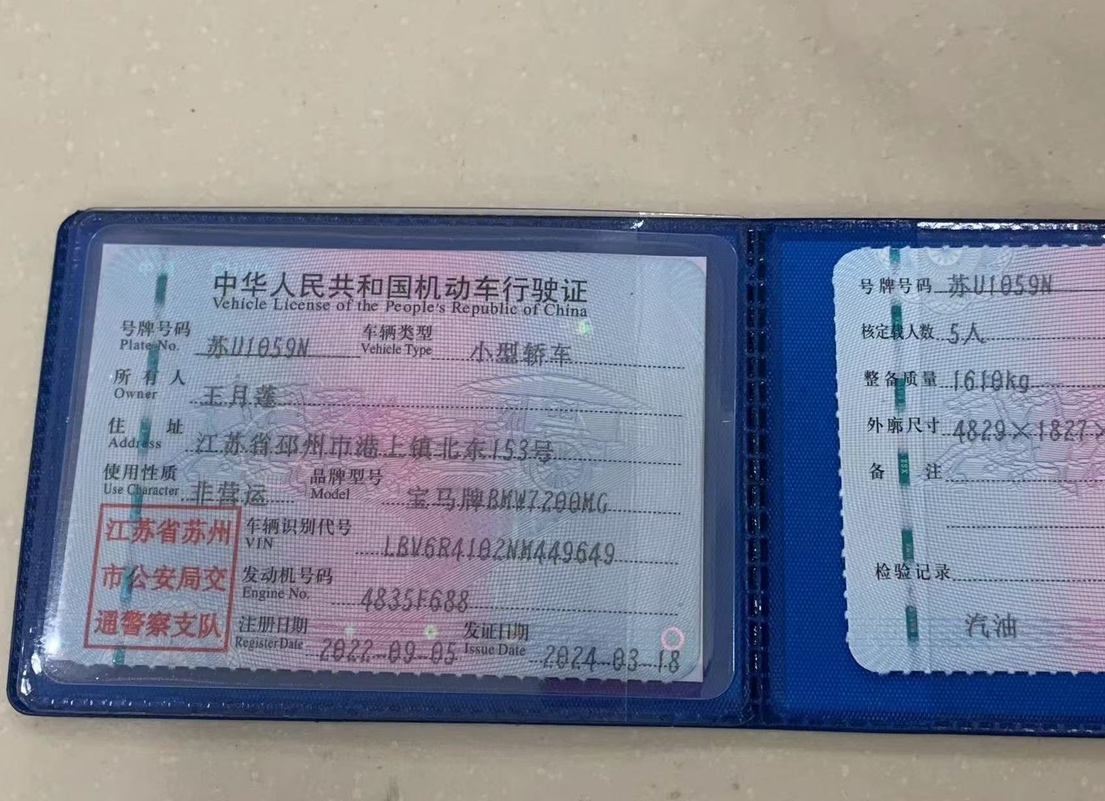 中华人民共和国机动车行驶证
Vehicle License of the People's Republic of China
号牌号码 苏U1059N 车辆类型 小型轿车
Plate No. Vehicle Type
所有人 王月蓬
Owner
住址 江苏省邳州市港上镇北东153号
Address
使用性质 非营运 品牌型号 宝马牌BMW7200MG
Use Character Model
江苏省苏州
市公安局交
通警察支队
车辆识别代号 LBV6R4102NM449649
VIN
发动机号码 4835F688
Engine No.
注册日期 2022-09-05 发证日期 2024-03-18
Register Date Issue Date
号牌号码 苏U1059N
核定载人数 5人
整备质量 1610kg
外廓尺寸 4829×1827×
备注
检验记录
汽油